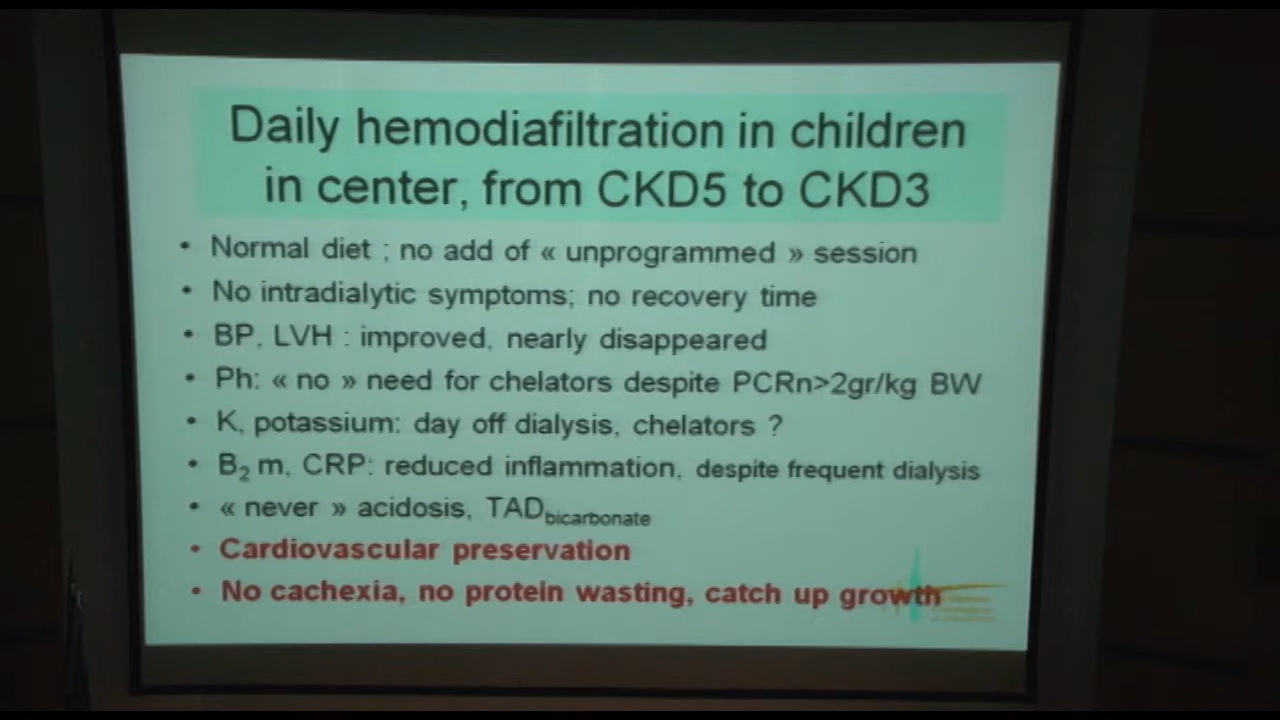 Daily hemodiafiltration in children
in center, from CKD5 to CKD3
• Normal diet ; no add of « unprogrammed » session
• No intradialytic symptoms; no recovery time
• BP, LVH : improved, nearly disappeared
• Ph: « no » need for chelators despite PCRn>2gr/kg BW
• K, potassium: day off dialysis, chelators ?
• B2 m, CRP: reduced inflammation, despite frequent dialysis
• « never » acidosis, TADbicarbonate
• Cardiovascular preservation
• No cachexia, no protein wasting, catch up growth